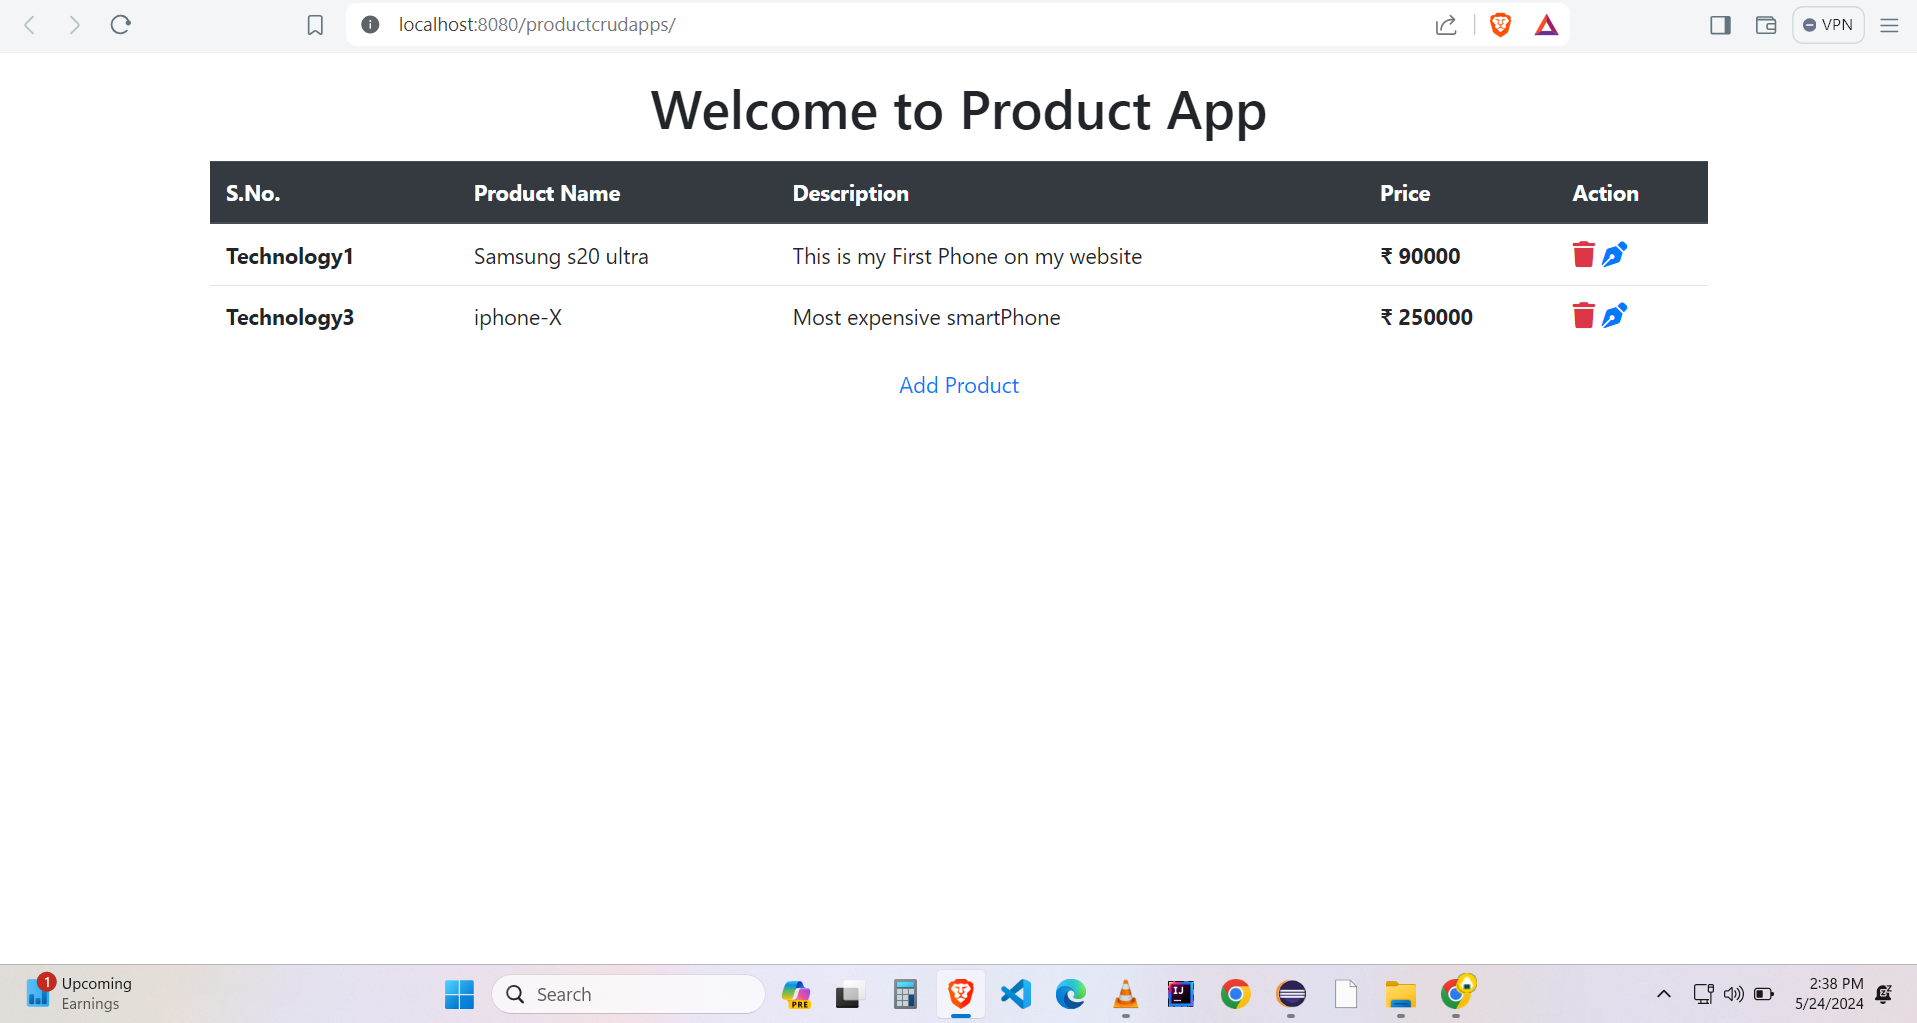 localhost:8080/productcrudapps/
VPN
Welcome to Product App
S.No. Product Name Description Price Action
Technology1 Samsung s20 ultra This is my First Phone on my website ₹ 90000
Technology3 iphone-X Most expensive smartPhone ₹ 250000
Add Product
1 Upcoming
Earnings
Search
PRE
IJ
2:38 PM
5/24/2024